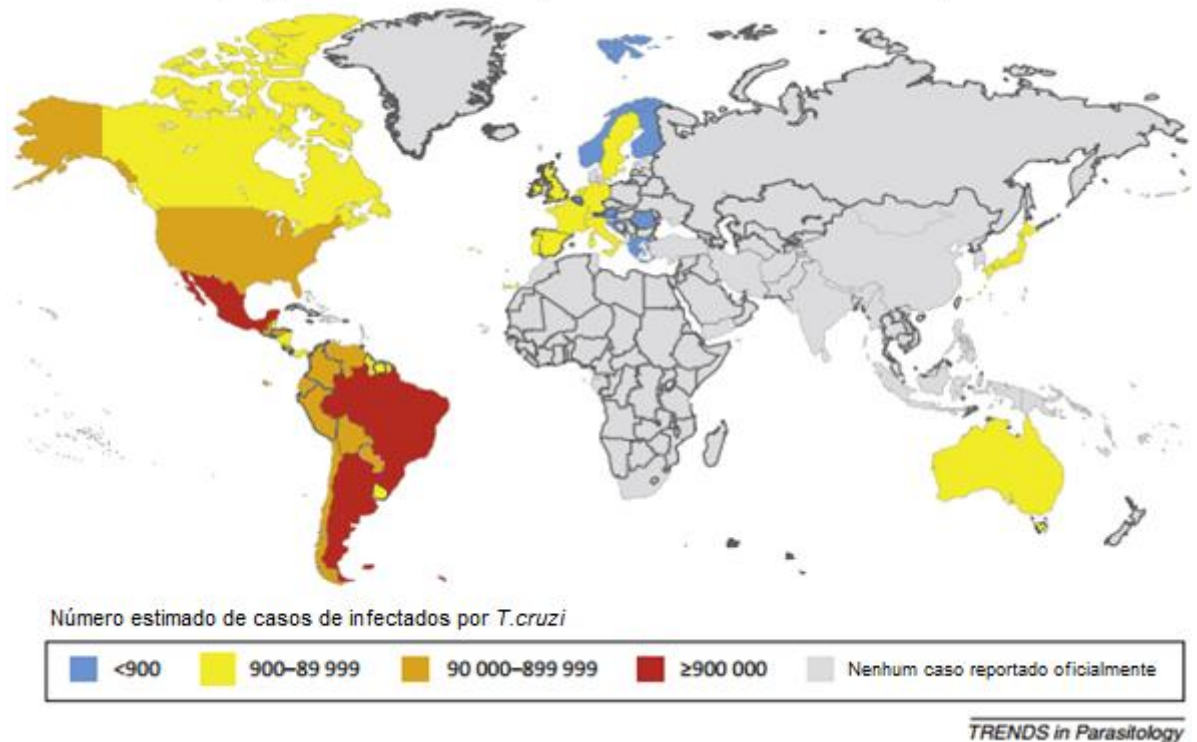 Número estimado de casos de infectados por T.cruzi
<900 900–89 999 90 000–899 999 ≥900 000 Nenhum caso reportado oficialmente
TRENDS in Parasitology